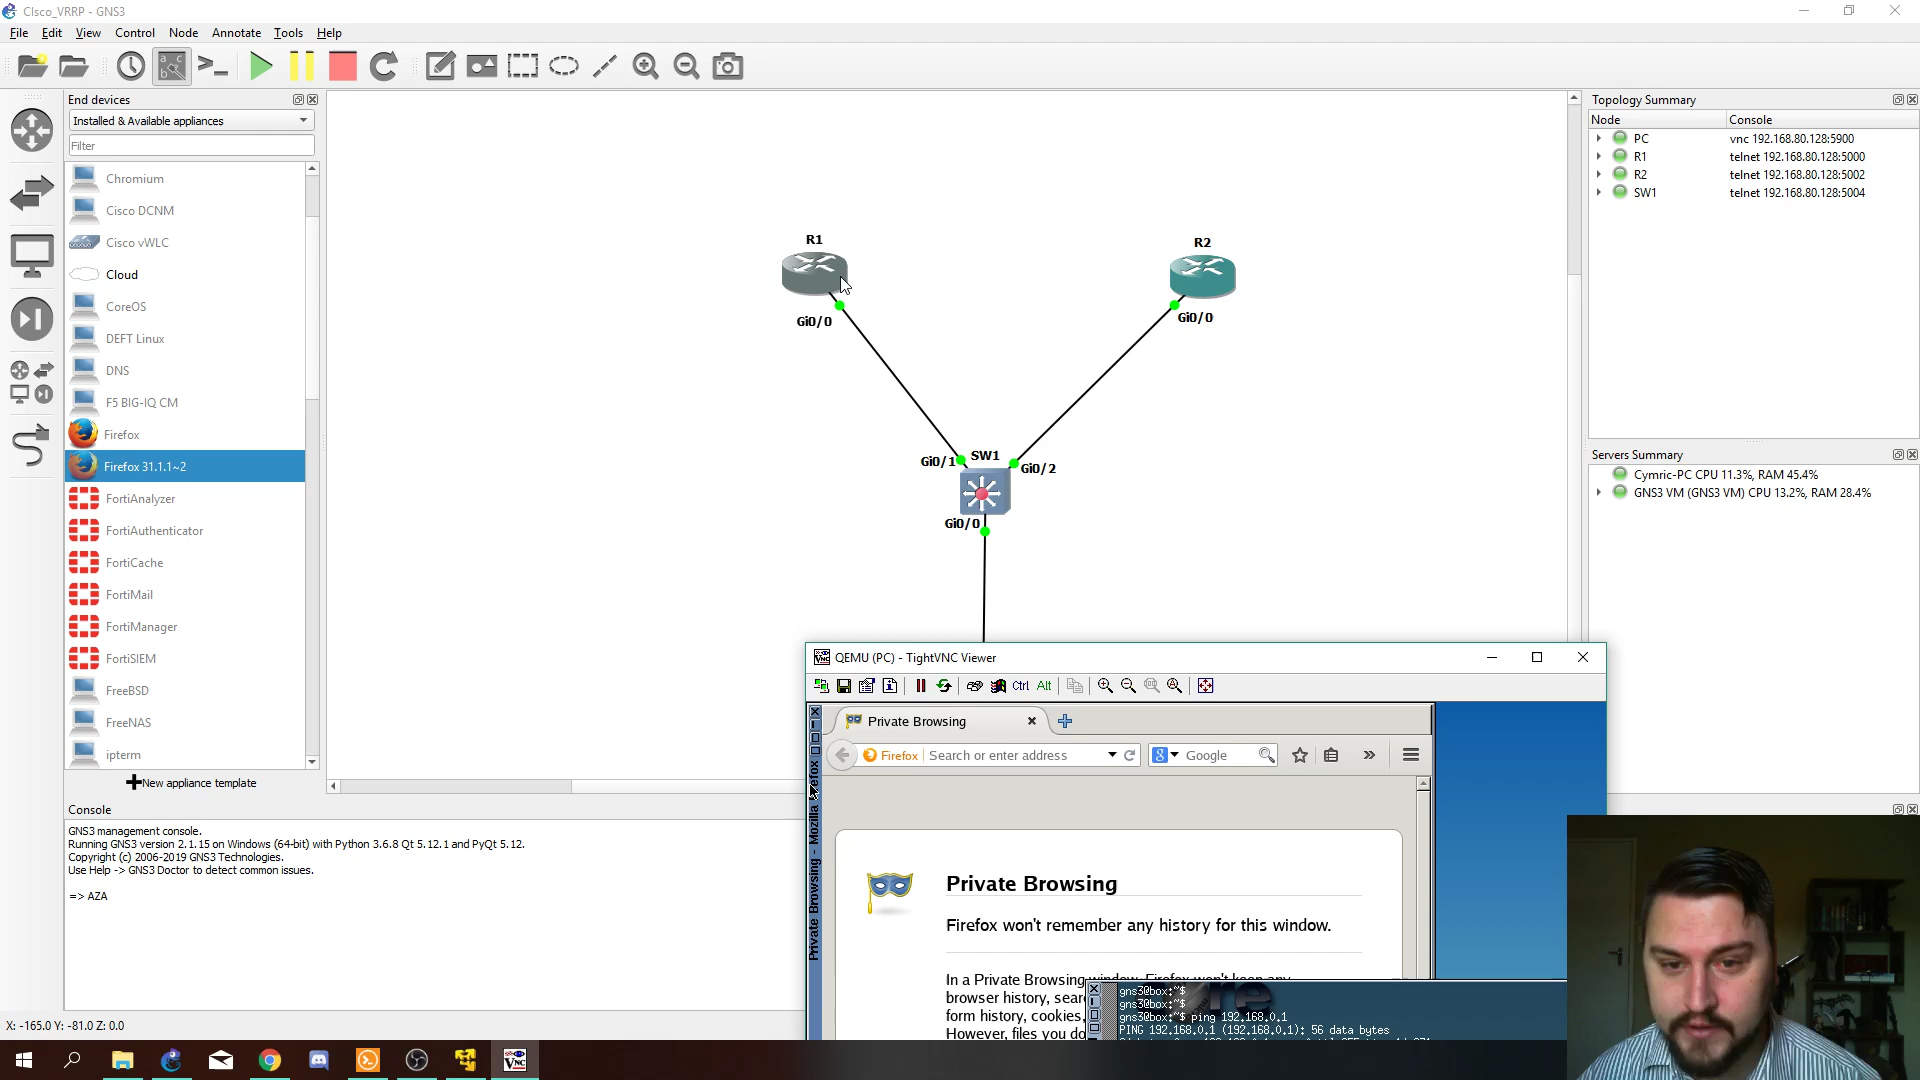 CIsco_VRRP - GNS3
File Edit View Control Node Annotate Tools Help
End devices
Installed & Available appliances
Filter
Chromium
Cisco DCNM
Cisco vWLC
Cloud
CoreOS
DEFT Linux
DNS
F5 BIG-IQ CM
Firefox
Firefox 31.1.1~2
FortiAnalyzer
FortiAuthenticator
FortiCache
FortiMail
FortiManager
FortiSIEM
FreeBSD
FreeNAS
ipterm
New appliance template
R1
Gi0/0
R2
Gi0/0
Gi0/1
SW1
Gi0/2
Gi0/0
Topology Summary
Node Console
PC vnc 192.168.80.128:5900
R1 telnet 192.168.80.128:5000
R2 telnet 192.168.80.128:5002
SW1 telnet 192.168.80.128:5004
Servers Summary
Cymric-PC CPU 11.3%, RAM 45.4%
GNS3 VM (GNS3 VM) CPU 13.2%, RAM 28.4%
Console
GNS3 management console.
Running GNS3 version 2.1.15 on Windows (64-bit) with Python 3.6.8 Qt 5.12.1 and PyQt 5.12.
Copyright (c) 2006-2019 GNS3 Technologies.
Use Help -> GNS3 Doctor to detect common issues.
=> AZA
X: -165.0 Y: -81.0 Z: 0.0
QEMU (PC) - TightVNC Viewer
Ctrl Alt
Private Browsing
Firefox Search or enter address
Google
Private Browsing - Mozilla
Private Browsing
Firefox won't remember any history for this window.
In a Private Browsing window, Firefox won't keep any
browser history,
form history, cookies,
However, files you do
gns3@box:~$
gns3@box:~$
gns3@box:~$ ping 192.168.0.1
PING 192.168.0.1 (192.168.0.1): 56 data bytes